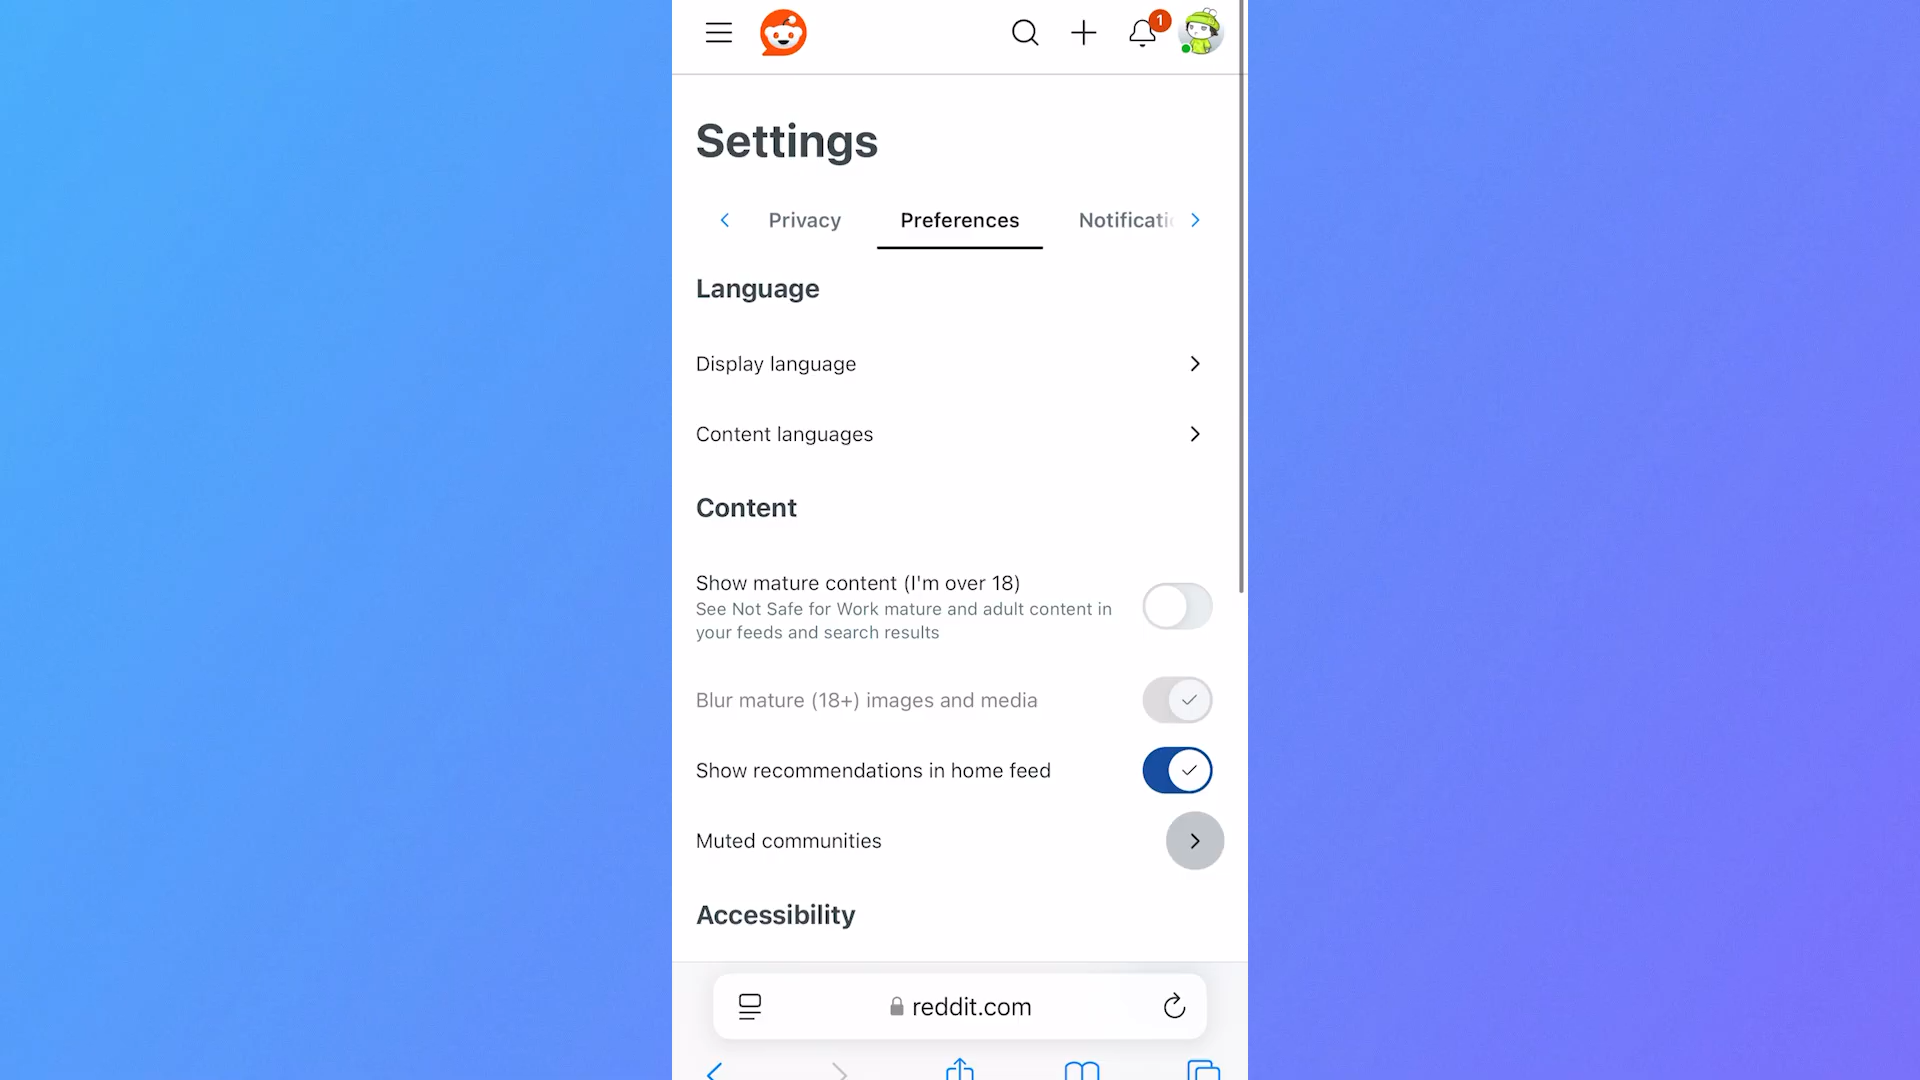 1
Settings
Privacy
Preferences
Notificatio
Language
Display language
Content languages
Content
Show mature content (I'm over 18)
See Not Safe for Work mature and adult content in
your feeds and search results
Blur mature (18+) images and media
Show recommendations in home feed
Muted communities
Accessibility
reddit.com